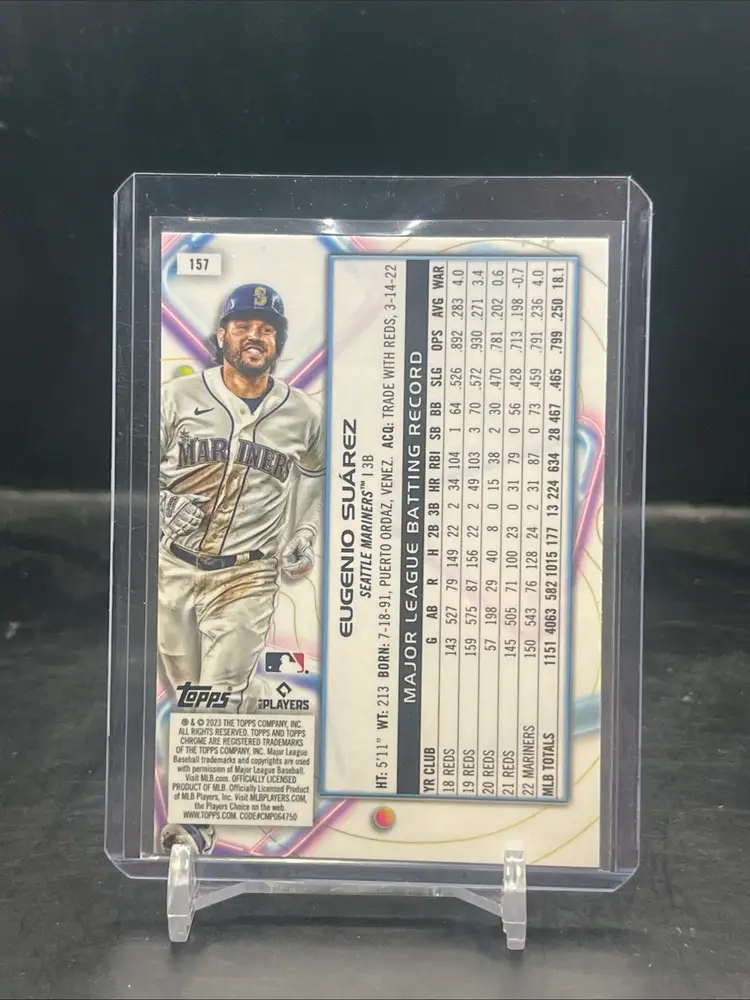 157
MARINERS
EUGENIO SUÁREZ
SEATTLE MARINERS™ | 3B
HT: 5'11" WT: 213 BORN: 7-18-91, PUERTO ORDAZ, VENEZ. ACQ: TRADE WITH REDS, 3-14-22
MAJOR LEAGUE BATTING RECORD
YR CLUB G AB R H 2B 3B HR RBI SB BB SLG OPS AVG WAR
18 REDS 143 527 79 149 22 2 34 104 1 64 .526 .892 .283 4.0
19 REDS 159 575 87 156 22 2 49 103 3 70 .572 .930 .271 3.4
20 REDS 57 198 29 40 8 0 15 38 2 30 .470 .781 .202 0.6
21 REDS 145 505 71 100 23 0 31 79 0 56 .428 .713 .198 -0.7
22 MARINERS 150 543 76 128 24 2 31 87 0 73 .459 .791 .236 4.0
MLB TOTALS 1151 4063 582 1015 177 13 224 634 28 467 .465 .799 .250 18.1
topps
PLAYERS
® & © 2023 THE TOPPS COMPANY, INC.
ALL RIGHTS RESERVED. TOPPS AND TOPPS
CHROME ARE REGISTERED TRADEMARKS
OF THE TOPPS COMPANY, INC. Major League
Baseball trademarks and copyrights are used
with permission of Major League Baseball.
Visit MLB.com. OFFICIALLY LICENSED
PRODUCT OF MLB. Officially Licensed Product
of MLB Players, Inc. Visit MLBPLAYERS.COM,
the Players Choice on the web.
WWW.TOPPS.COM CODE#CMP064750